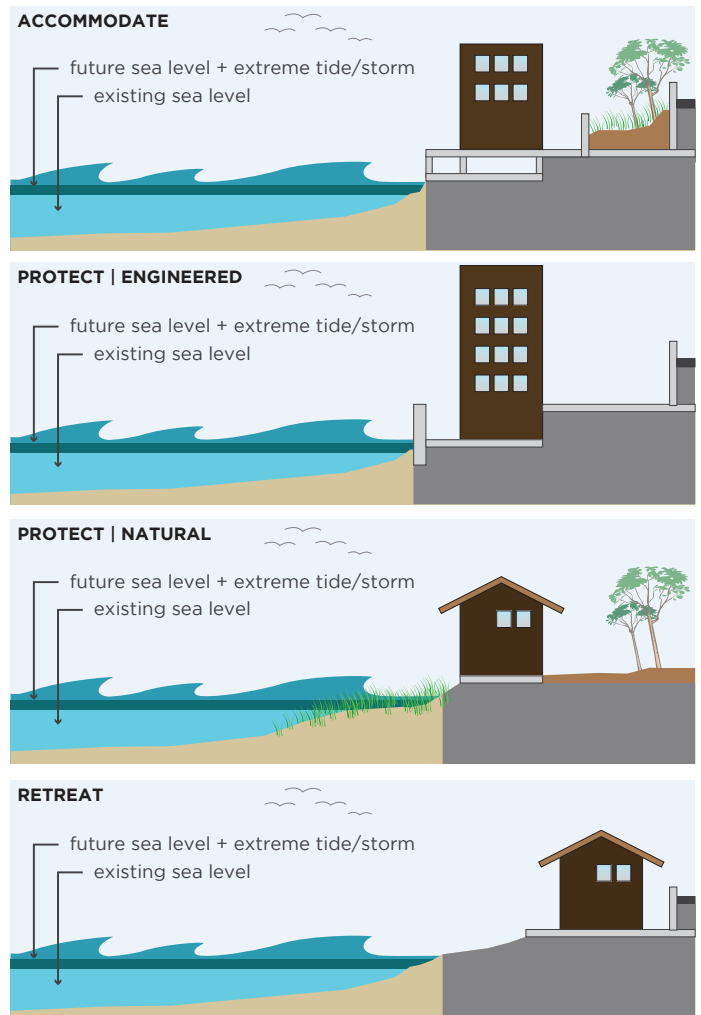 ACCOMMODATE
future sea level + extreme tide/storm
existing sea level
PROTECT | ENGINEERED
future sea level + extreme tide/storm
existing sea level
PROTECT | NATURAL
future sea level + extreme tide/storm
existing sea level
RETREAT
future sea level + extreme tide/storm
existing sea level